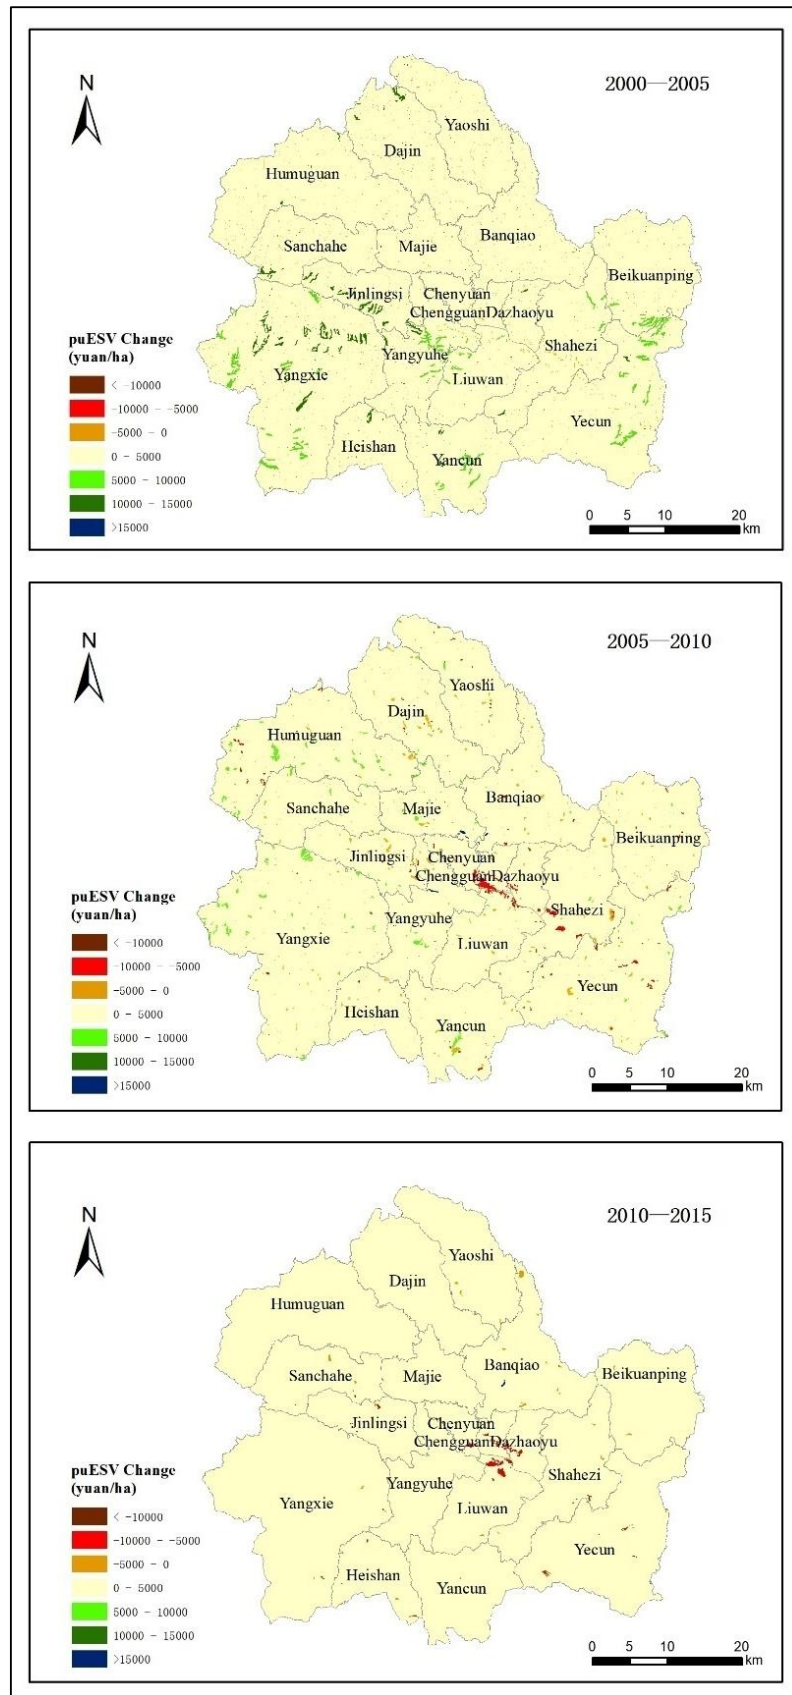 N
2000—2005
Yaoshi
Dajin
Humuguan
Banqiao
Sanchahe
Majie
Beikuanping
Jinlingsi
Chenyuan
ChengguanDazhaoyu
puESV Change
(yuan/ha)
Yangyuhe
Shahezi
Yangxie
Liuwan
< -10000
-10000 - -5000
-5000 - 0
0 - 5000
5000 - 10000
10000 - 15000
>15000
Yecun
Heishan
Yancun
0 5 10 20
km
N
2005—2010
Yaoshi
Dajin
Humuguan
Banqiao
Sanchahe
Majie
Beikuanping
Jinlingsi
Chenyuan
ChengguanDazhaoyu
puESV Change
(yuan/ha)
Yangyuhe
Shahezi
Yangxie
Liuwan
< -10000
-10000 - -5000
-5000 - 0
0 - 5000
5000 - 10000
10000 - 15000
>15000
Yecun
Heishan
Yancun
0 5 10 20
km
N
2010—2015
Yaoshi
Dajin
Humuguan
Banqiao
Sanchahe
Majie
Beikuanping
Jinlingsi
Chenyuan
ChengguanDazhaoyu
puESV Change
(yuan/ha)
Yangyuhe
Shahezi
Yangxie
Liuwan
< -10000
-10000 - -5000
-5000 - 0
0 - 5000
5000 - 10000
10000 - 15000
>15000
Yecun
Heishan
Yancun
0 5 10 20
km